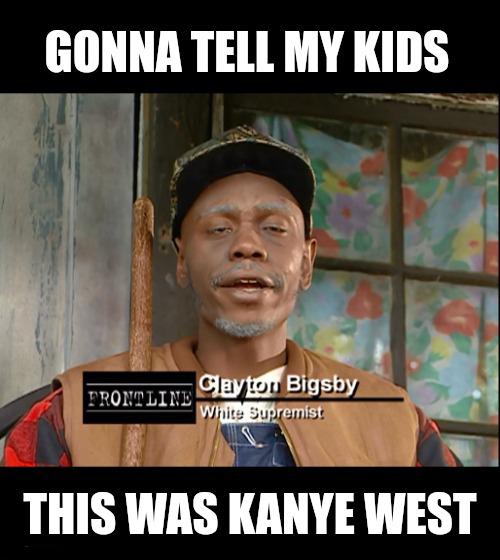 GONNA TELL MY KIDS
FRONTLINE
Clayton Bigsby
White Supremist
THIS WAS KANYE WEST